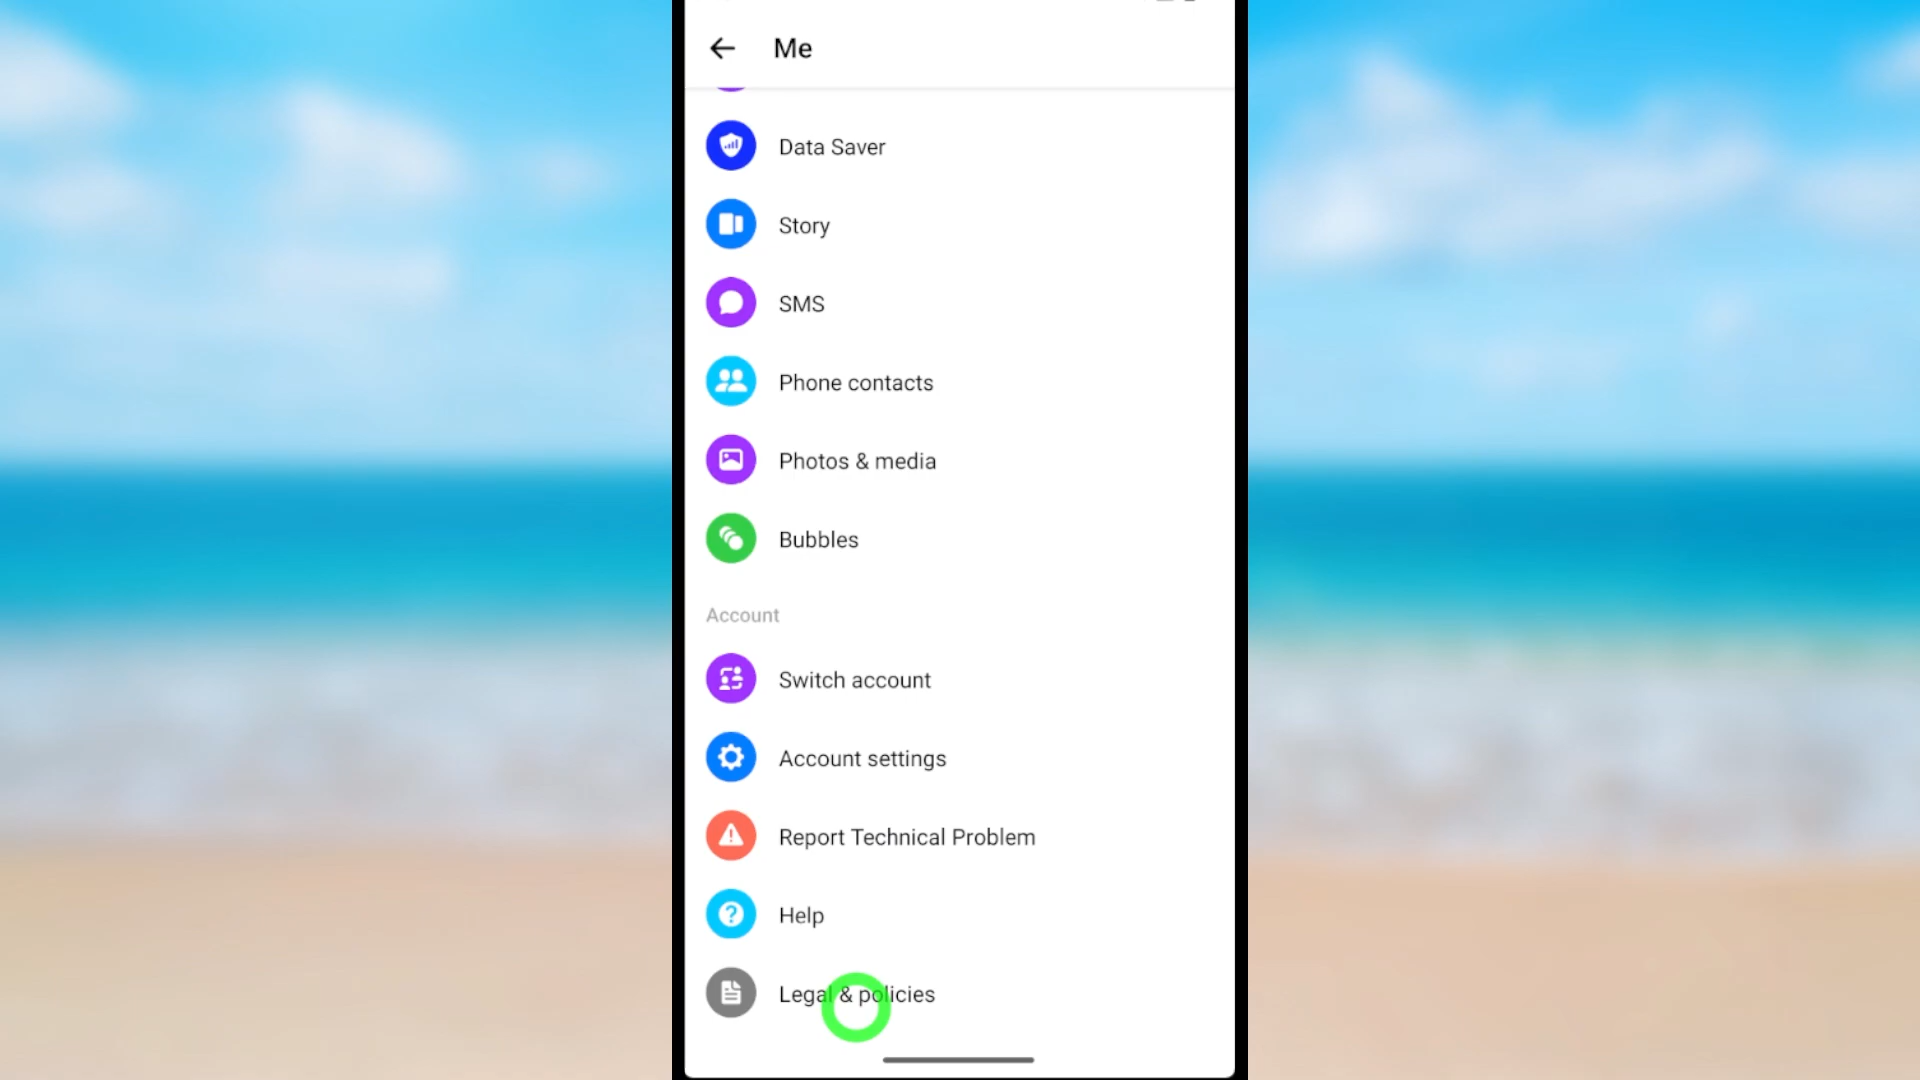 Me
Data Saver
Story
SMS
Phone contacts
Photos & media
Bubbles
Account
Switch account
Account settings
Report Technical Problem
Help
Legal & policies